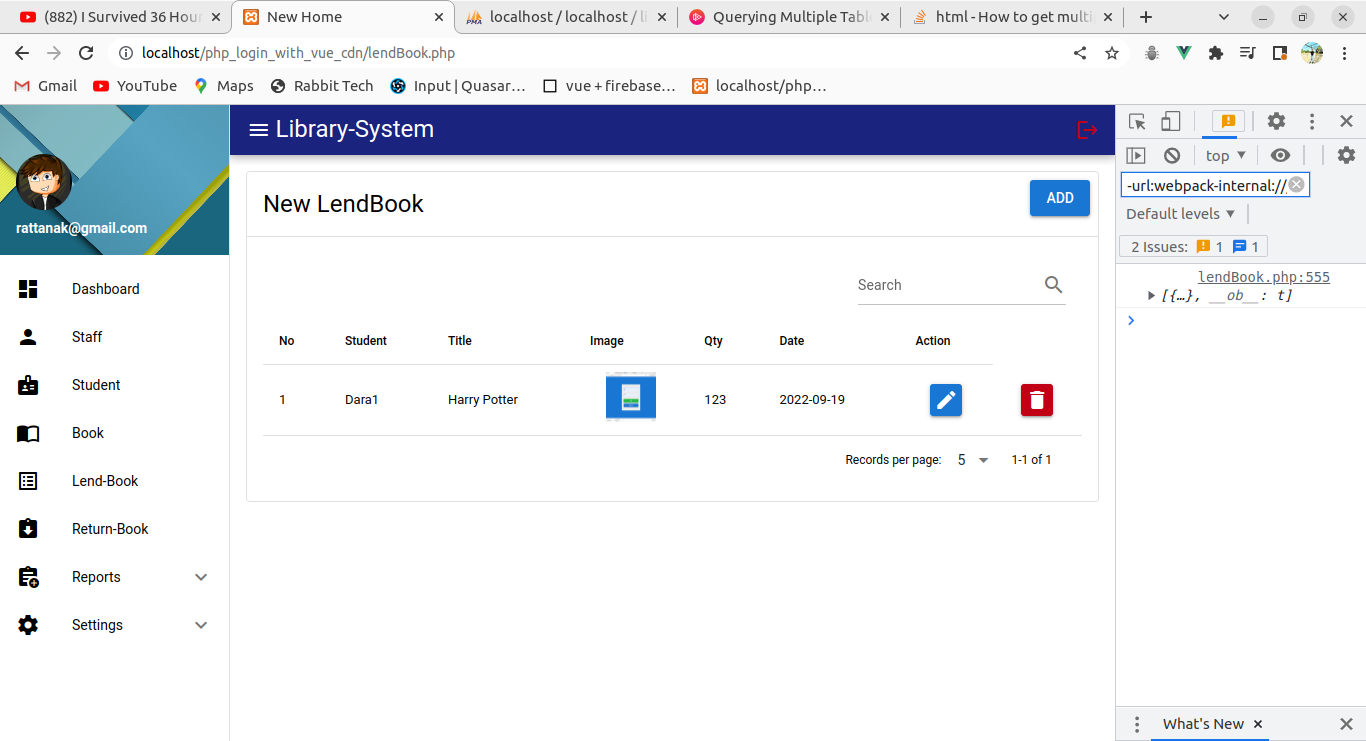 (882) I Survived 36 Hour
New Home
localhost / localhost / li
Querying Multiple Tabl
html - How to get multi
localhost/php_login_with_vue_cdn/lendBook.php
Gmail
YouTube
Maps
Rabbit Tech
Input | Quasar…
vue + firebase…
localhost/php…
rattanak@gmail.com
Dashboard
Staff
Student
Book
Lend-Book
Return-Book
Reports
Settings
Library-System
New LendBook
ADD
Search
No Student Title Image Qty Date Action
1 Dara1 Harry Potter 123 2022-09-19
Records per page: 5 1-1 of 1
top
-url:webpack-internal://
Default levels
2 Issues: 1 1
lendBook.php:555
[{…}, __ob__: t]
What's New